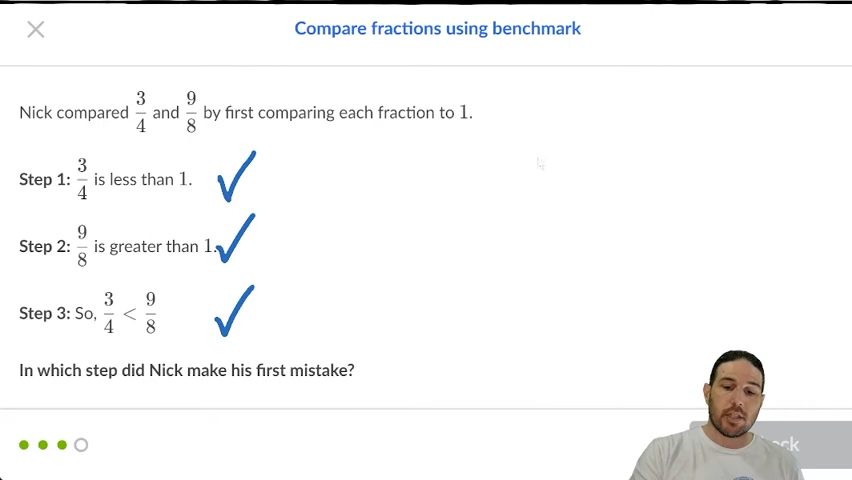 Compare fractions using benchmark
Nick compared 3/4 and 9/8 by first comparing each fraction to 1.
Step 1: 3/4 is less than 1.
Step 2: 9/8 is greater than 1.
Step 3: So, 3/4 < 9/8
In which step did Nick make his first mistake?